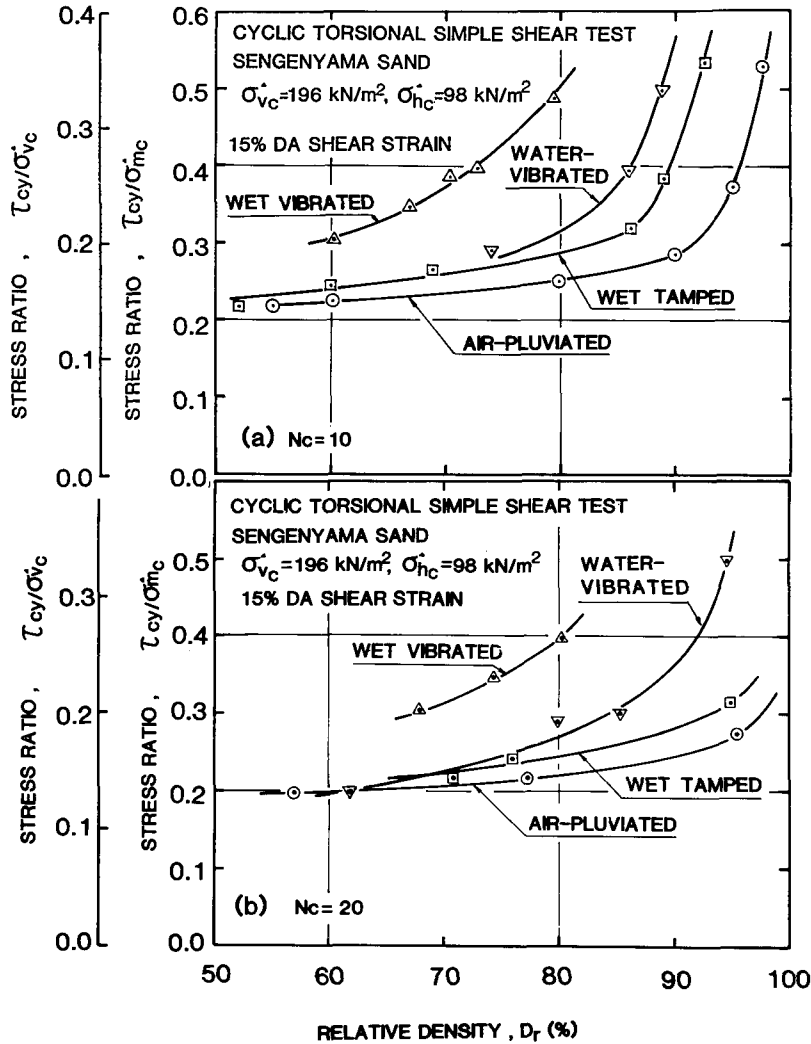 CYCLIC TORSIONAL SIMPLE SHEAR TEST
SENGENYAMA SAND
σ'vc=196 kN/m², σ'hc=98 kN/m²
15% DA SHEAR STRAIN
WET VIBRATED
WATER-
VIBRATED
WET TAMPED
AIR-PLUVIATED
(a) Nc=10
STRESS RATIO , τcy/σ'vc
0.4
0.3
0.2
0.1
0.0
STRESS RATIO , τcy/σ'mc
0.6
0.5
0.4
0.3
0.2
0.1
0.0
CYCLIC TORSIONAL SIMPLE SHEAR TEST
SENGENYAMA SAND
σ'vc=196 kN/m², σ'hc=98 kN/m²
15% DA SHEAR STRAIN
WATER-
VIBRATED
WET VIBRATED
WET TAMPED
AIR-PLUVIATED
(b) Nc=20
STRESS RATIO , τcy/σ'vc
0.3
0.2
0.1
0.0
STRESS RATIO , τcy/σ'mc
0.5
0.4
0.3
0.2
0.1
0.0
50 60 70 80 90 100
RELATIVE DENSITY , Dr (%)